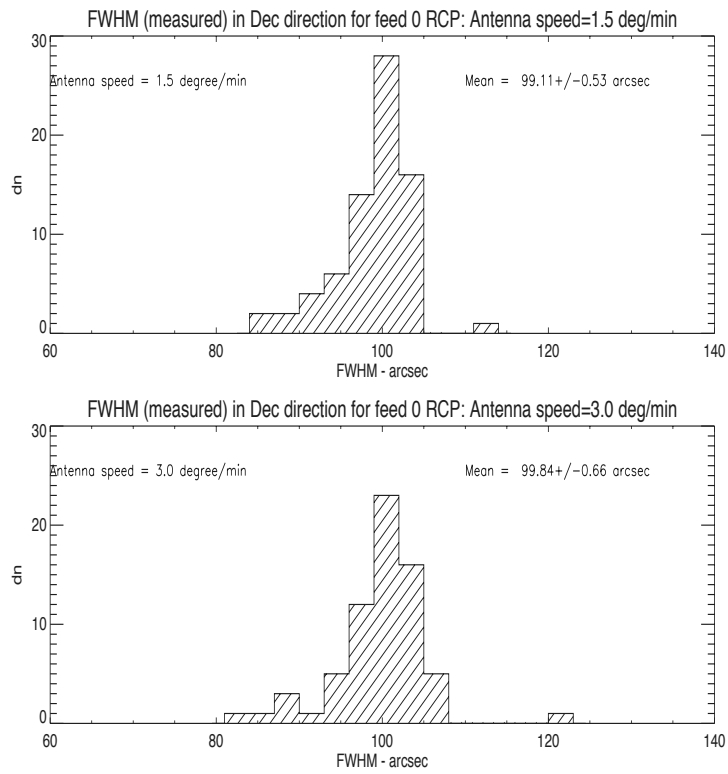 FWHM (measured) in Dec direction for feed 0 RCP: Antenna speed=1.5 deg/min
30
Antenna speed = 1.5 degree/min
Mean = 99.11+/-0.53 arcsec
20
dn
10
0
60 80 100 120 140
FWHM - arcsec
FWHM (measured) in Dec direction for feed 0 RCP: Antenna speed=3.0 deg/min
30
Antenna speed = 3.0 degree/min
Mean = 99.84+/-0.66 arcsec
20
dn
10
0
60 80 100 120 140
FWHM - arcsec